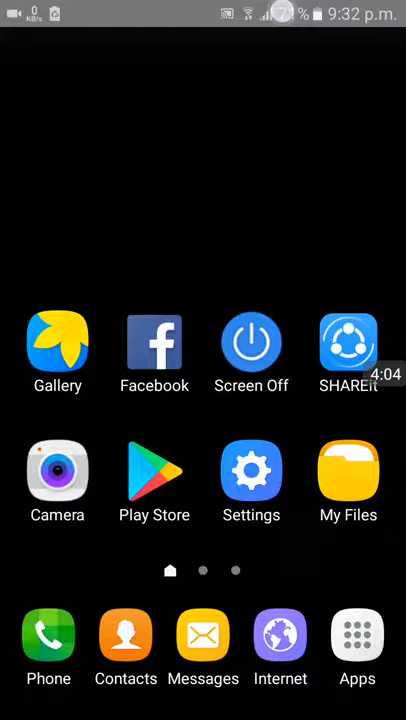 0
KB/s
71% 9:32 p.m.
Gallery Facebook Screen Off SHAREit
4:04
Camera Play Store Settings My Files
Phone Contacts Messages Internet Apps